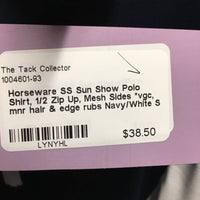 The Tack Collector
1004601-93
Horseware SS Sun Show Polo
Shirt, 1/2 Zip Up, Mesh Sides *vgc,
mnr hair & edge rubs Navy/White S
LYNYHL
$38.50